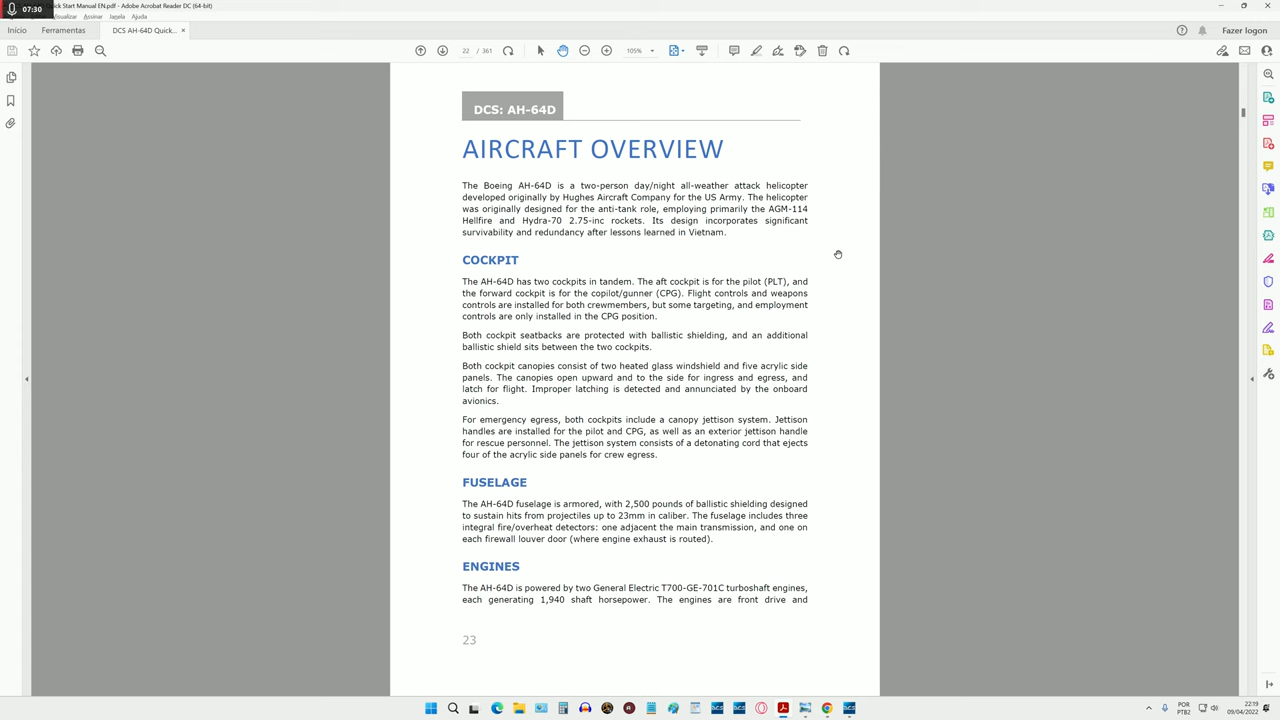 07:30
uick Start Manual EN.pdf - Adobe Acrobat Reader DC (64-bit)
Visualizar Assinar Janela Ajuda
Início Ferramentas DCS AH-64D Quick... × Fazer logon
22 / 361 105%
DCS: AH-64D
AIRCRAFT OVERVIEW
The Boeing AH-64D is a two-person day/night all-weather attack helicopter
developed originally by Hughes Aircraft Company for the US Army. The helicopter
was originally designed for the anti-tank role, employing primarily the AGM-114
Hellfire and Hydra-70 2.75-inc rockets. Its design incorporates significant
survivability and redundancy after lessons learned in Vietnam.
COCKPIT
The AH-64D has two cockpits in tandem. The aft cockpit is for the pilot (PLT), and
the forward cockpit is for the copilot/gunner (CPG). Flight controls and weapons
controls are installed for both crewmembers, but some targeting, and employment
controls are only installed in the CPG position.
Both cockpit seatbacks are protected with ballistic shielding, and an additional
ballistic shield sits between the two cockpits.
Both cockpit canopies consist of two heated glass windshield and five acrylic side
panels. The canopies open upward and to the side for ingress and egress, and
latch for flight. Improper latching is detected and annunciated by the onboard
avionics.
For emergency egress, both cockpits include a canopy jettison system. Jettison
handles are installed for the pilot and CPG, as well as an exterior jettison handle
for rescue personnel. The jettison system consists of a detonating cord that ejects
four of the acrylic side panels for crew egress.
FUSELAGE
The AH-64D fuselage is armored, with 2,500 pounds of ballistic shielding designed
to sustain hits from projectiles up to 23mm in caliber. The fuselage includes three
integral fire/overheat detectors: one adjacent the main transmission, and one on
each firewall louver door (where engine exhaust is routed).
ENGINES
The AH-64D is powered by two General Electric T700-GE-701C turboshaft engines,
each generating 1,940 shaft horsepower. The engines are front drive and
23
POR
PTB2
22:19
09/04/2022